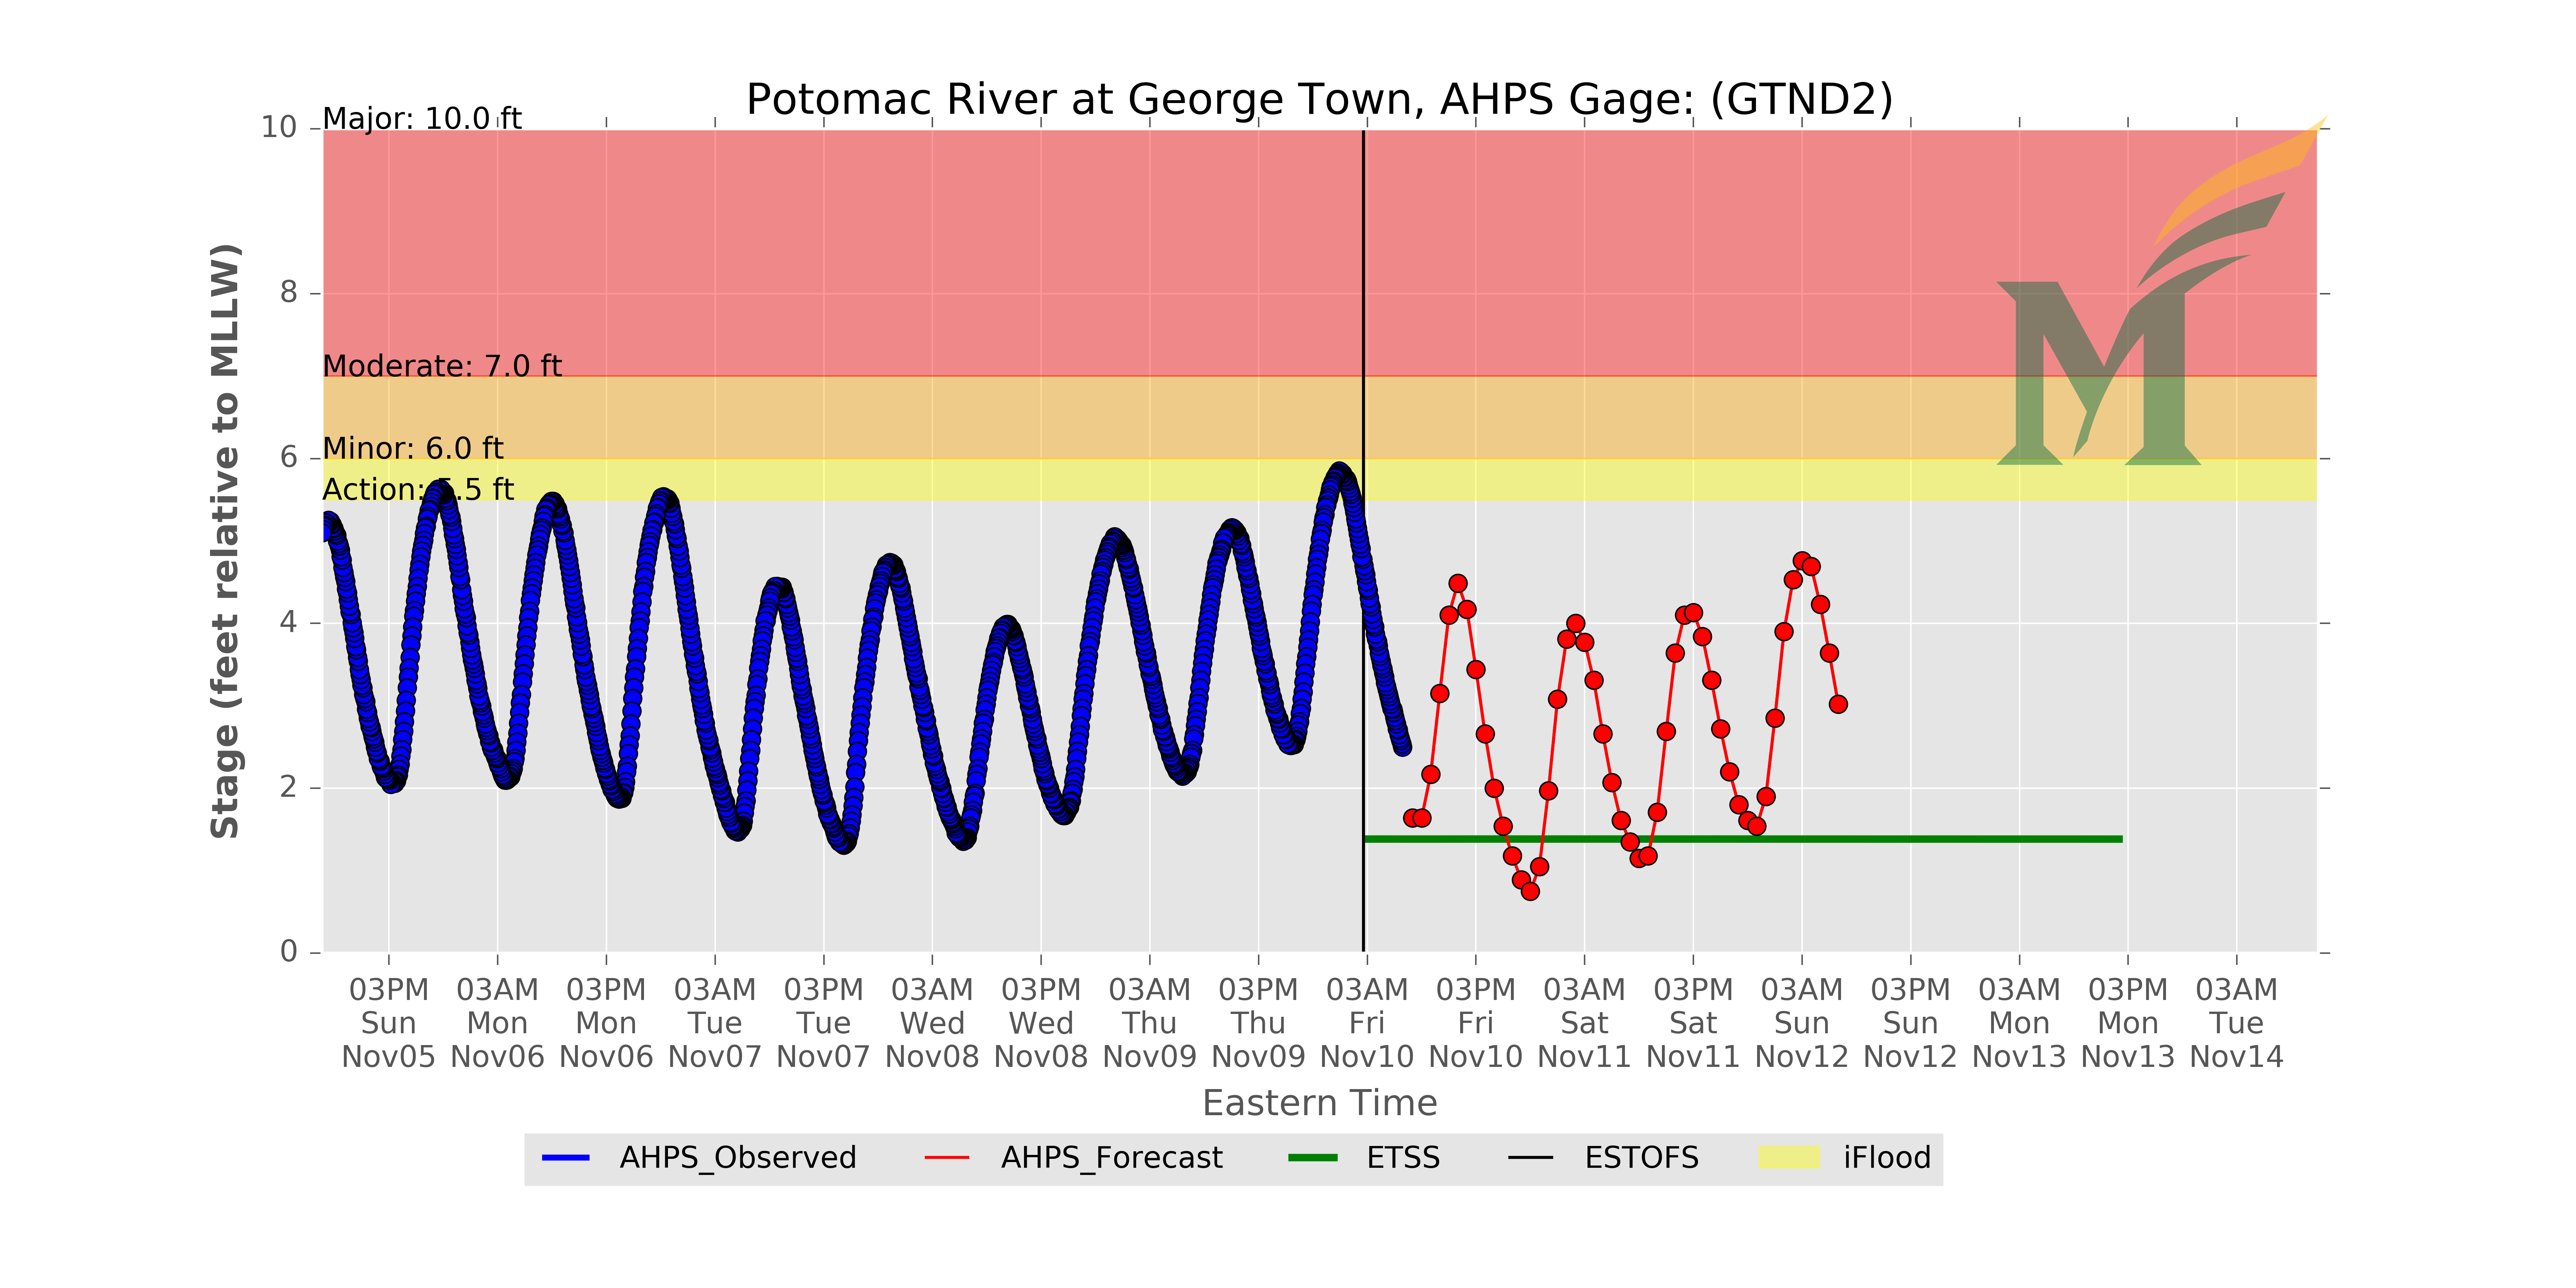 Potomac River at George Town, AHPS Gage: (GTND2)
Major: 10.0 ft
Moderate: 7.0 ft
Minor: 6.0 ft
Action: 5.5 ft
Stage (feet relative to MLLW)
10
8
6
4
2
0
03PM 03AM 03PM 03AM 03PM 03AM 03PM 03AM 03PM 03AM 03PM 03AM 03PM 03AM 03PM 03AM 03PM 03AM
Sun Mon Mon Tue Tue Wed Wed Thu Thu Fri Fri Sat Sat Sun Sun Mon Mon Tue
Nov05 Nov06 Nov06 Nov07 Nov07 Nov08 Nov08 Nov09 Nov09 Nov10 Nov10 Nov11 Nov11 Nov12 Nov12 Nov13 Nov13 Nov14
Eastern Time
AHPS_Observed AHPS_Forecast ETSS ESTOFS iFlood